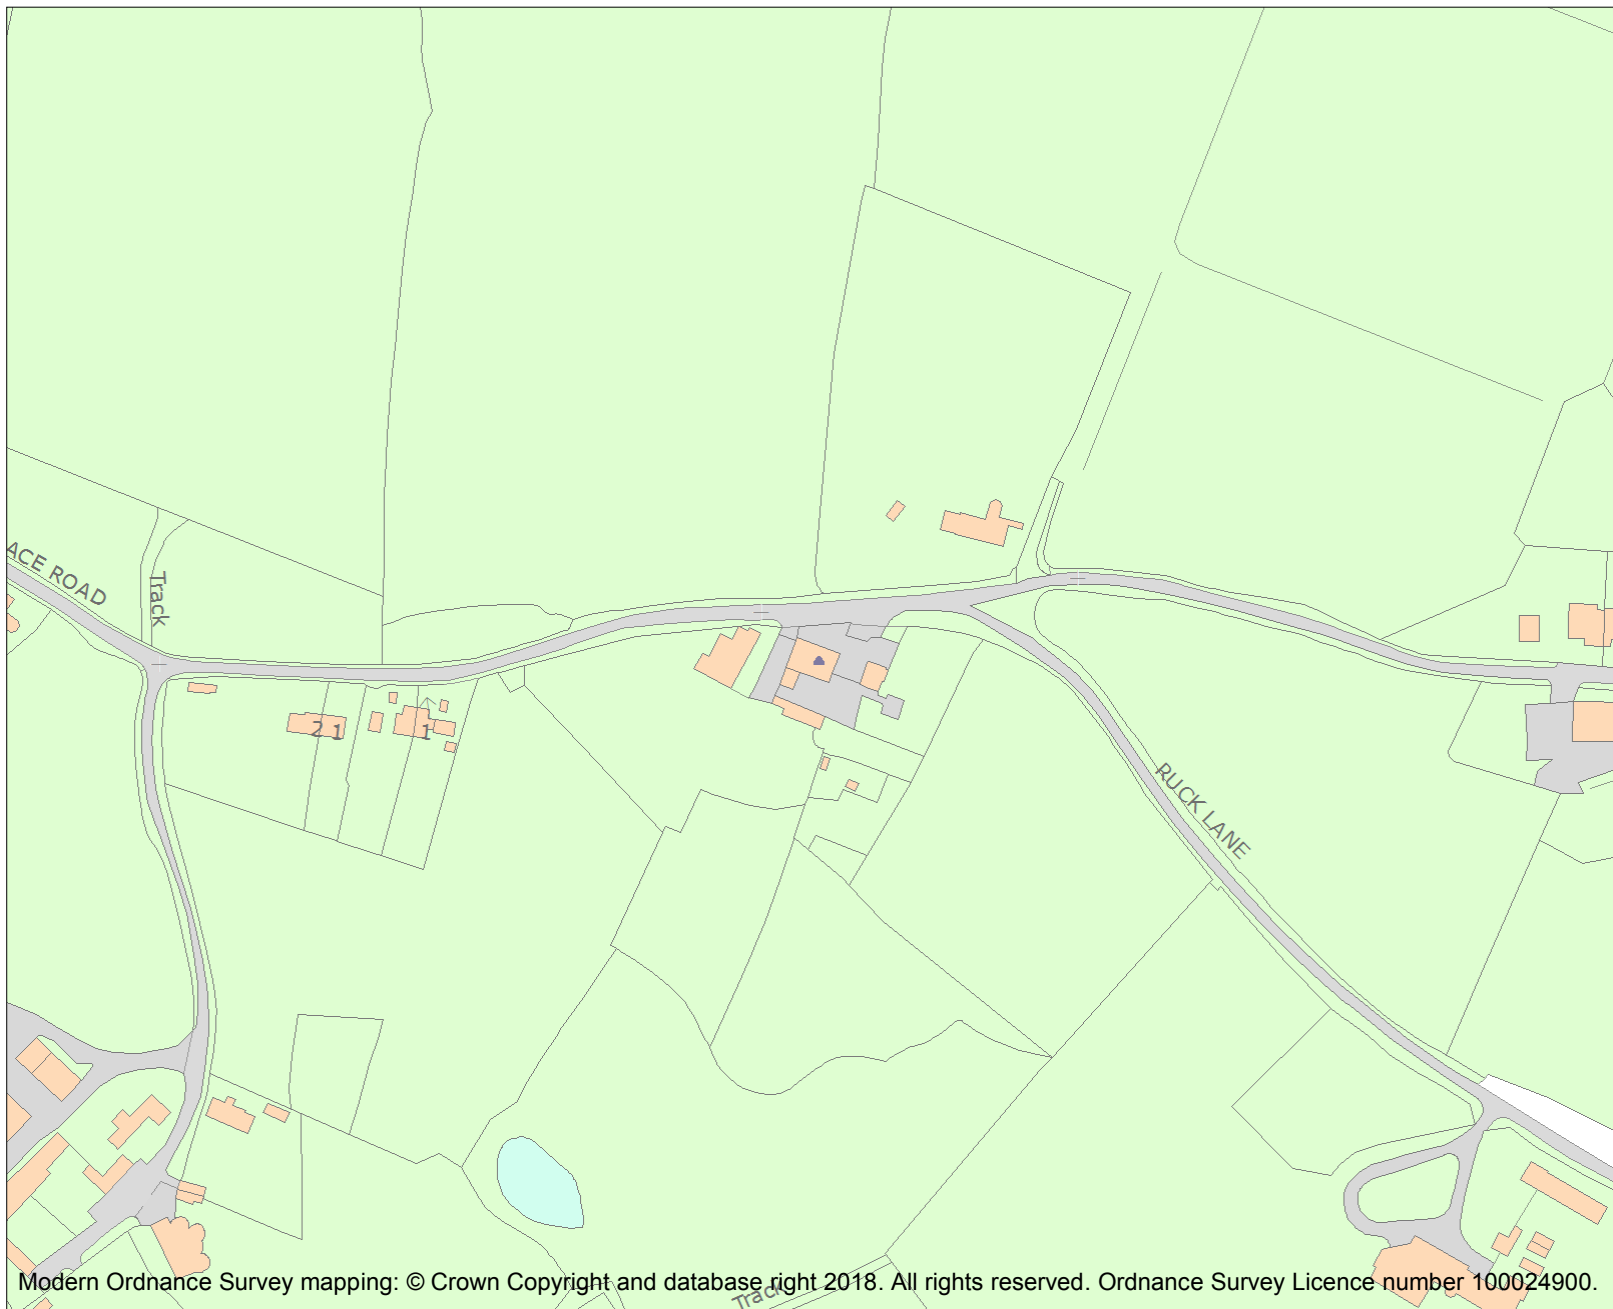 ACE ROAD
Track
2 1
1
RUCK LANE
Track
Modern Ordnance Survey mapping: © Crown Copyright and database right 2018. All rights reserved. Ordnance Survey Licence number 100024900.